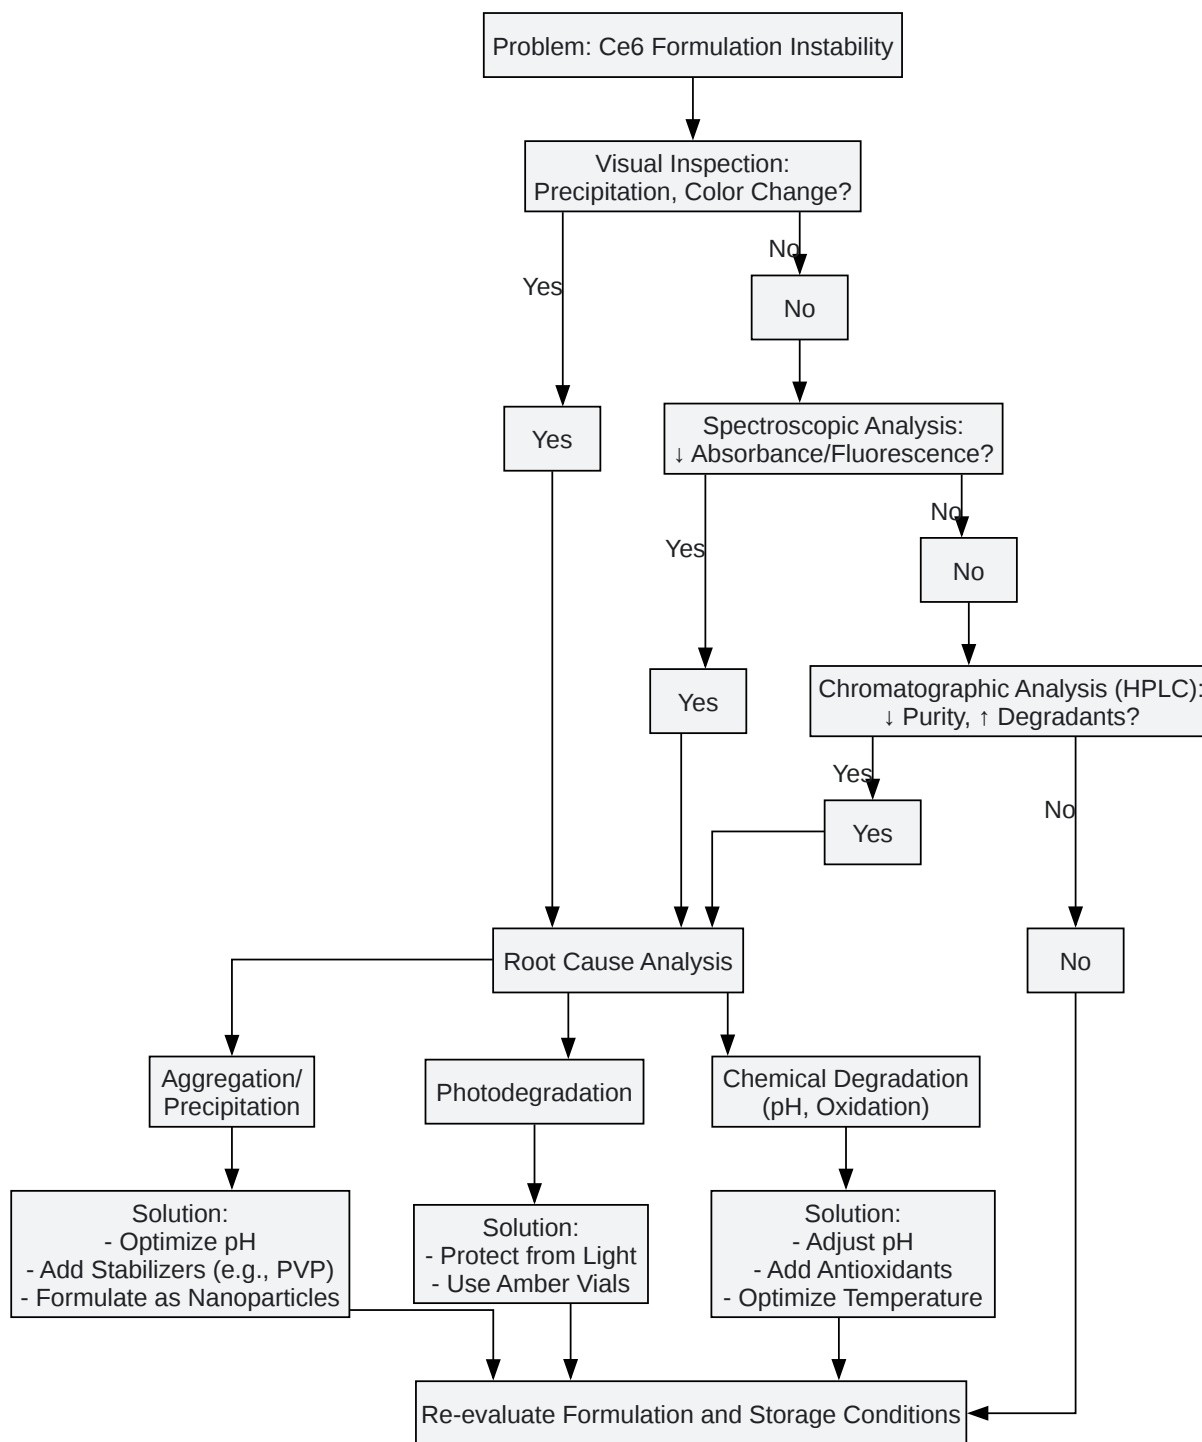 Problem: Ce6 Formulation Instability
Visual Inspection:
Precipitation, Color Change?
No
Yes
No
Yes
Spectroscopic Analysis:
↓ Absorbance/Fluorescence?
No
Yes
No
Yes
Chromatographic Analysis (HPLC):
↓ Purity, ↑ Degradants?
Yes
No
Yes
Root Cause Analysis
No
Aggregation/
Precipitation
Photodegradation
Chemical Degradation
(pH, Oxidation)
Solution:
- Optimize pH
- Add Stabilizers (e.g., PVP)
- Formulate as Nanoparticles
Solution:
- Protect from Light
- Use Amber Vials
Solution:
- Adjust pH
- Add Antioxidants
- Optimize Temperature
Re-evaluate Formulation and Storage Conditions